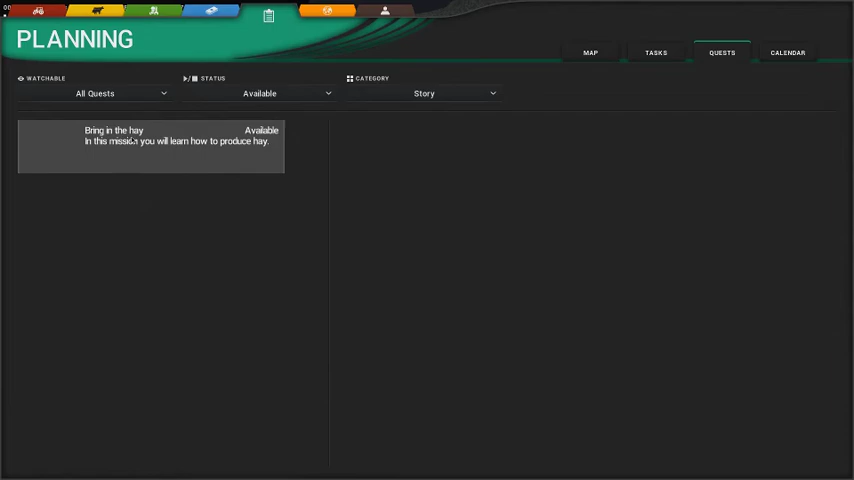 PLANNING
MAP
TASKS
QUESTS
CALENDAR
WATCHABLE
STATUS
CATEGORY
All Quests
Available
Story
Bring in the hay
Available
In this mission you will learn how to produce hay.